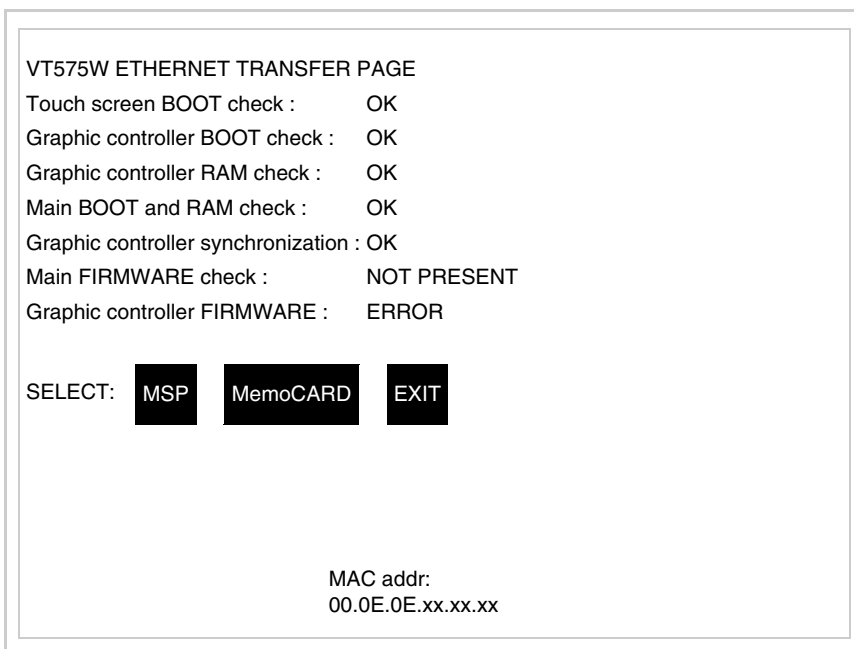 VT575W ETHERNET TRANSFER PAGE
Touch screen BOOT check : OK
Graphic controller BOOT check : OK
Graphic controller RAM check : OK
Main BOOT and RAM check : OK
Graphic controller synchronization : OK
Main FIRMWARE check : NOT PRESENT
Graphic controller FIRMWARE : ERROR
SELECT: MSP MemoCARD EXIT
MAC addr:
00.0E.0E.xx.xx.xx